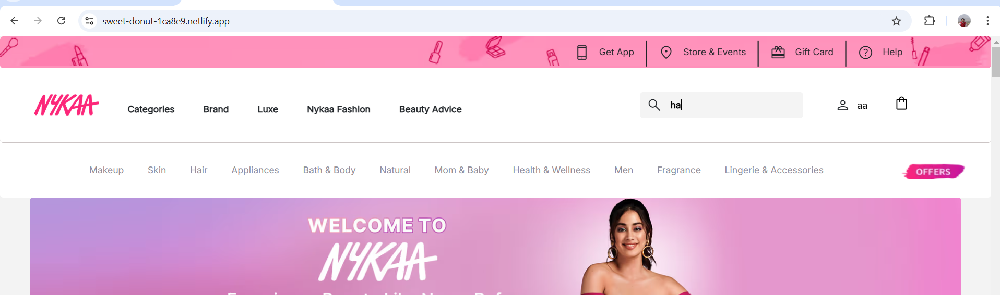 sweet-donut-1ca8e9.netlify.app
Get App Store & Events Gift Card Help
NYKAA Categories Brand Luxe Nykaa Fashion Beauty Advice ha aa
Makeup Skin Hair Appliances Bath & Body Natural Mom & Baby Health & Wellness Men Fragrance Lingerie & Accessories OFFERS
WELCOME TO
NYKAA